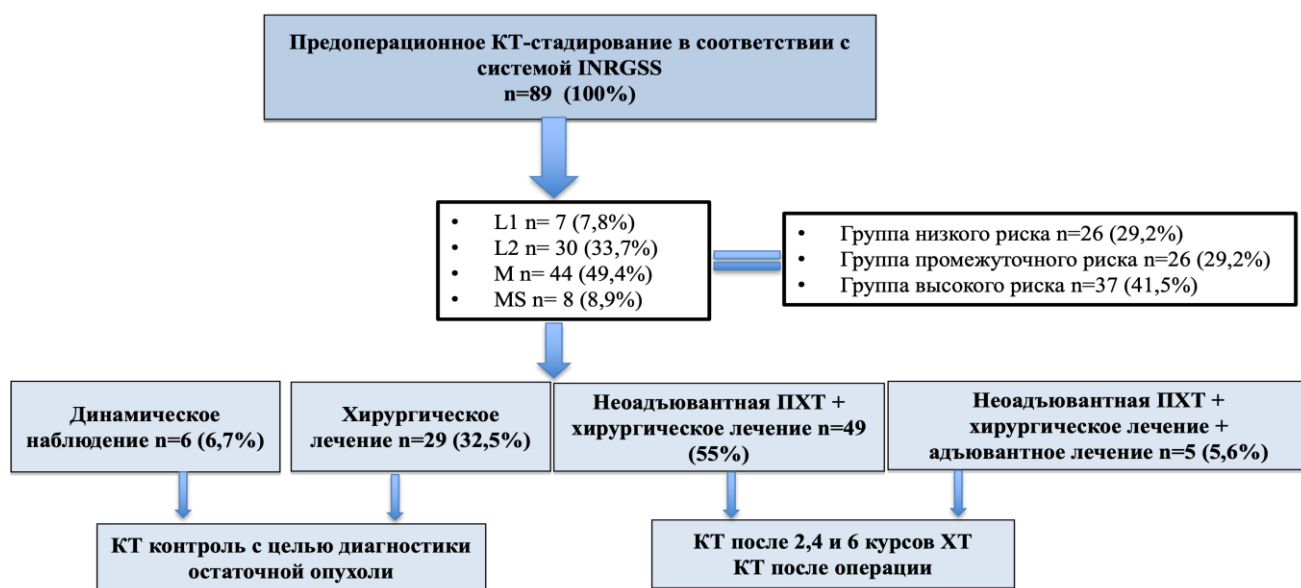 Предоперационное КТ-стадирование в соответствии с
системой INRGSS
n=89 (100%)
• L1 n= 7 (7,8%)
• L2 n= 30 (33,7%)
• M n= 44 (49,4%)
• MS n= 8 (8,9%)
• Группа низкого риска n=26 (29,2%)
• Группа промежуточного риска n=26 (29,2%)
• Группа высокого риска n=37 (41,5%)
Динамическое
наблюдение n=6 (6,7%)
Хирургическое
лечение n=29 (32,5%)
Неоадъювантная ПХТ +
хирургическое лечение n=49
(55%)
Неоадъювантная ПХТ +
хирургическое лечение +
адъювантное лечение n=5 (5,6%)
КТ контроль с целью диагностики
остаточной опухоли
КТ после 2,4 и 6 курсов ХТ
КТ после операции